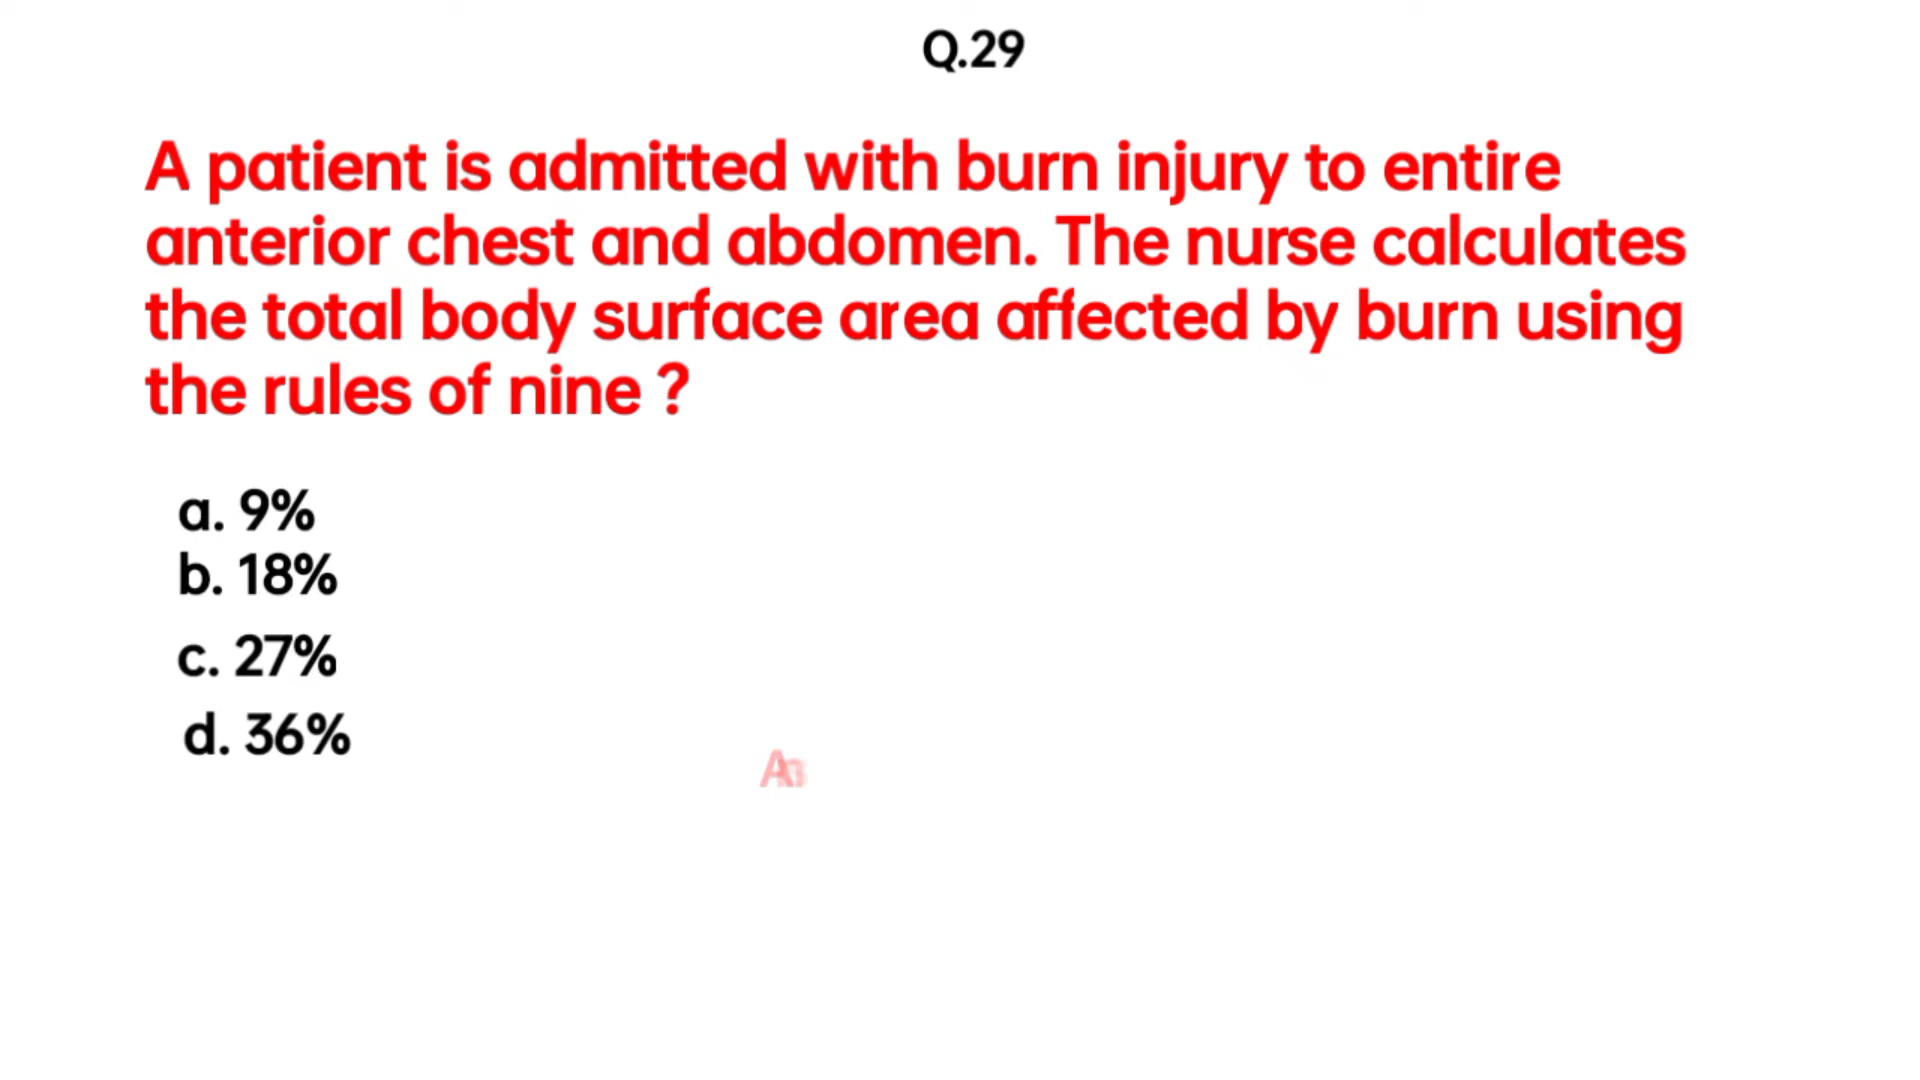 Q.29
A patient is admitted with burn injury to entire
anterior chest and abdomen. The nurse calculates
the total body surface area affected by burn using
the rules of nine ?
a. 9%
b. 18%
c. 27%
d. 36%